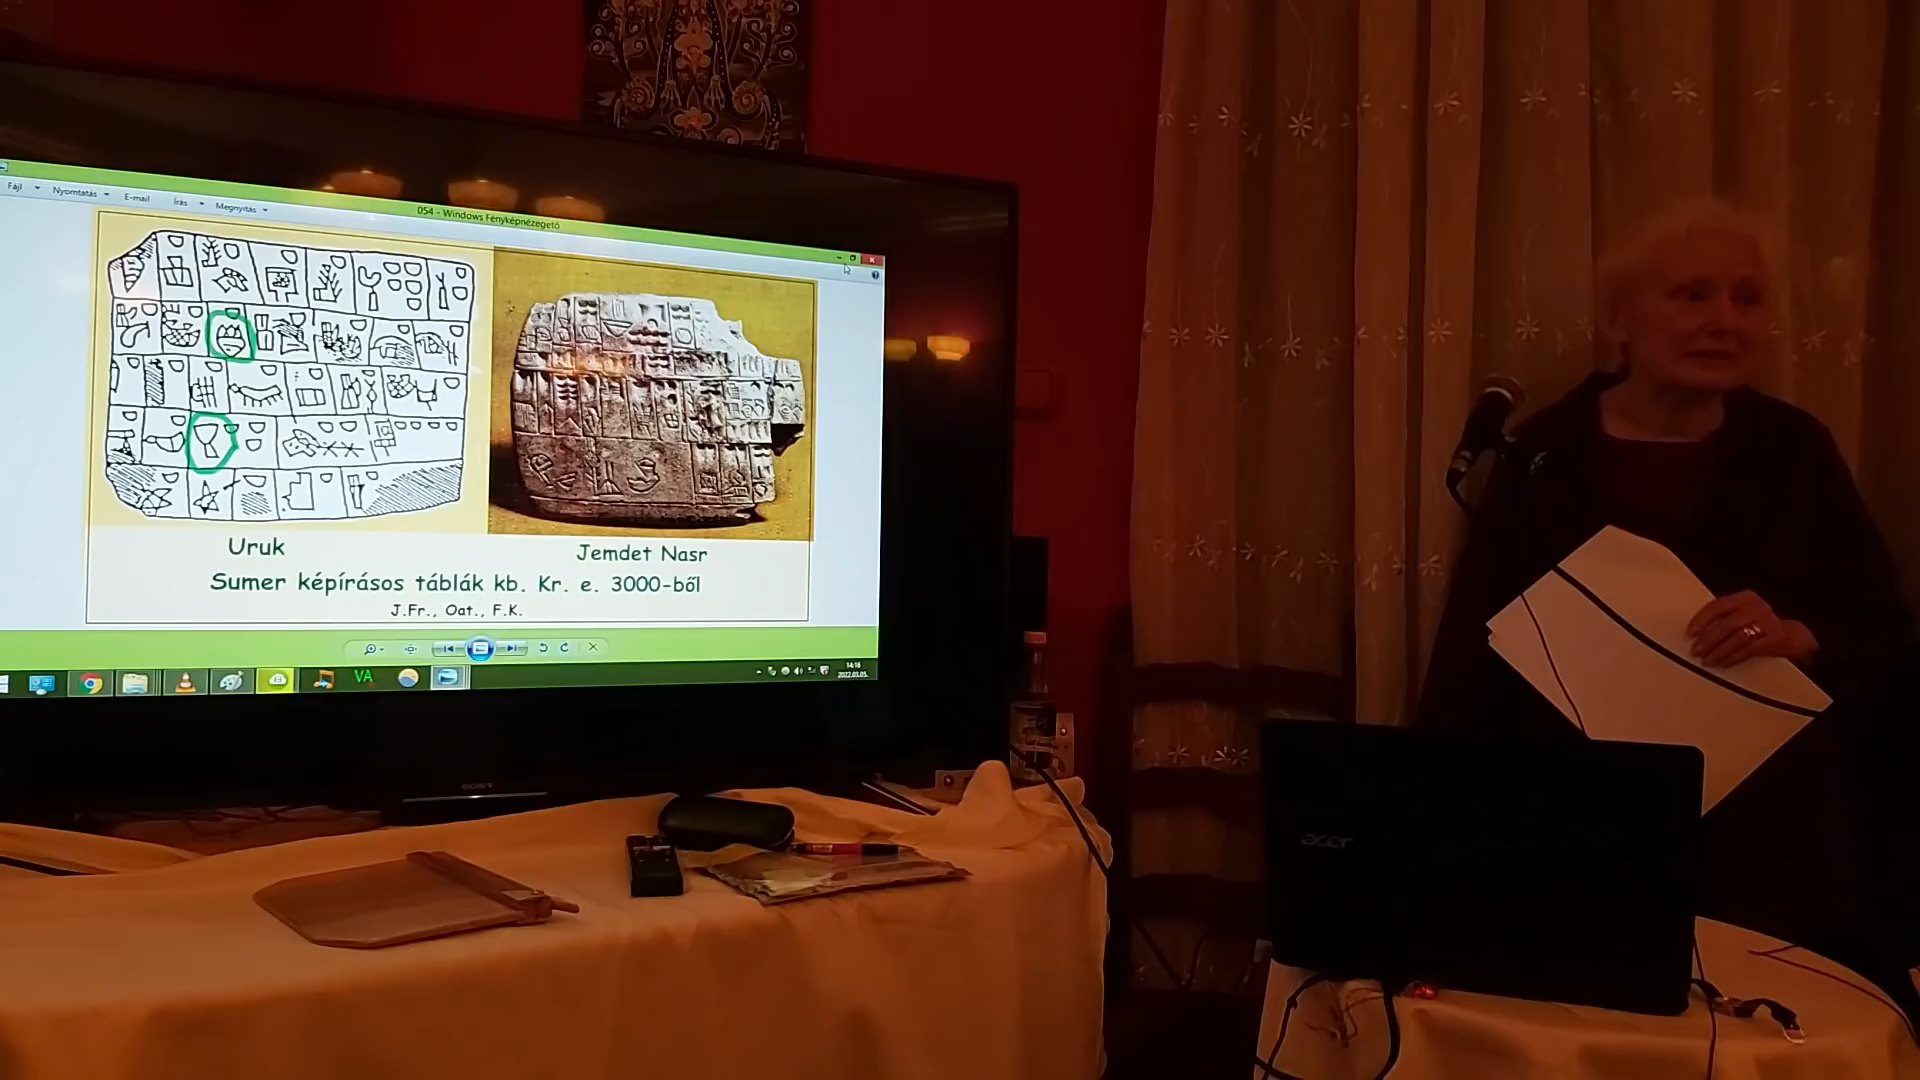 054 - Windows Fényképnézegető
Fájl Nyomtatás E-mail Írás Megnyitás
Uruk
Jemdet Nasr
Sumer képírásos táblák kb. Kr. e. 3000-ből
J.Fr., Oat., F.K.
VA
14:16
2022.03.05.
SONY
acer